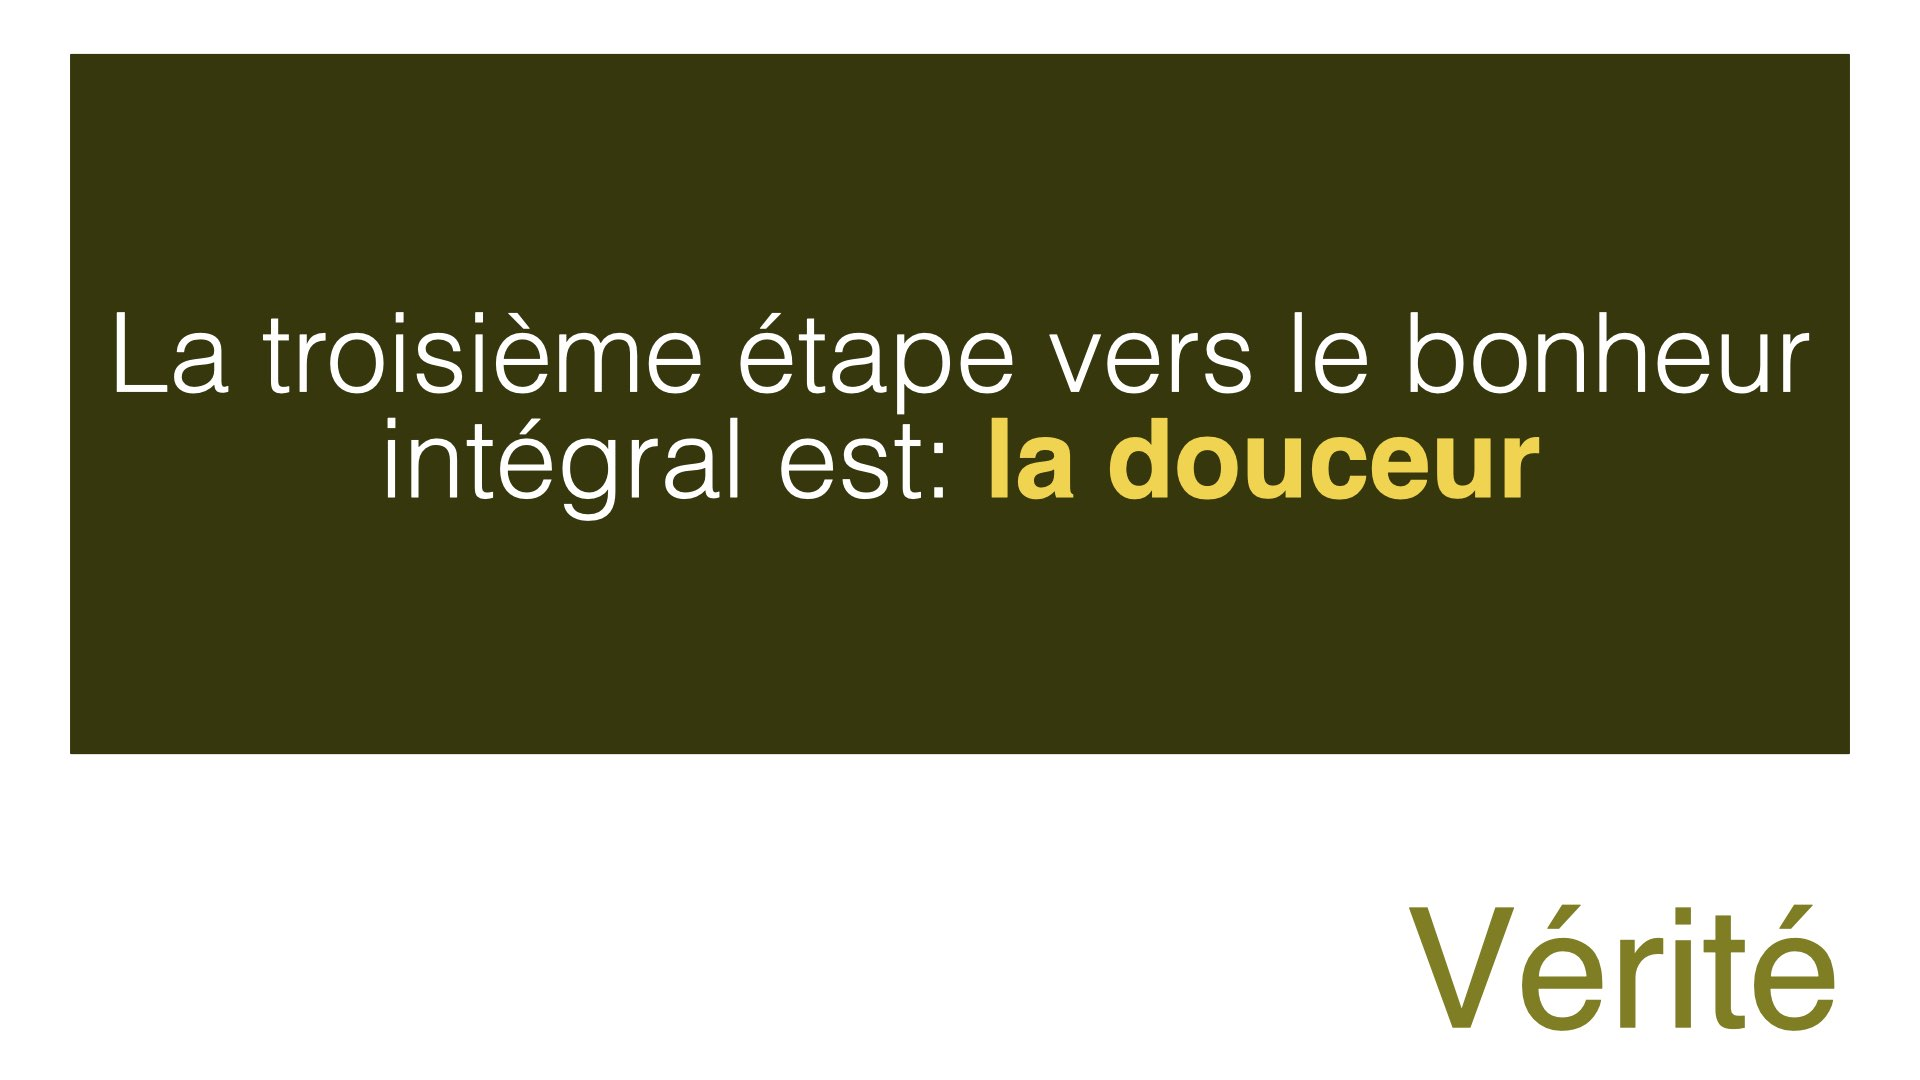 La troisième étape vers le bonheur
intégral est: la douceur
Vérité